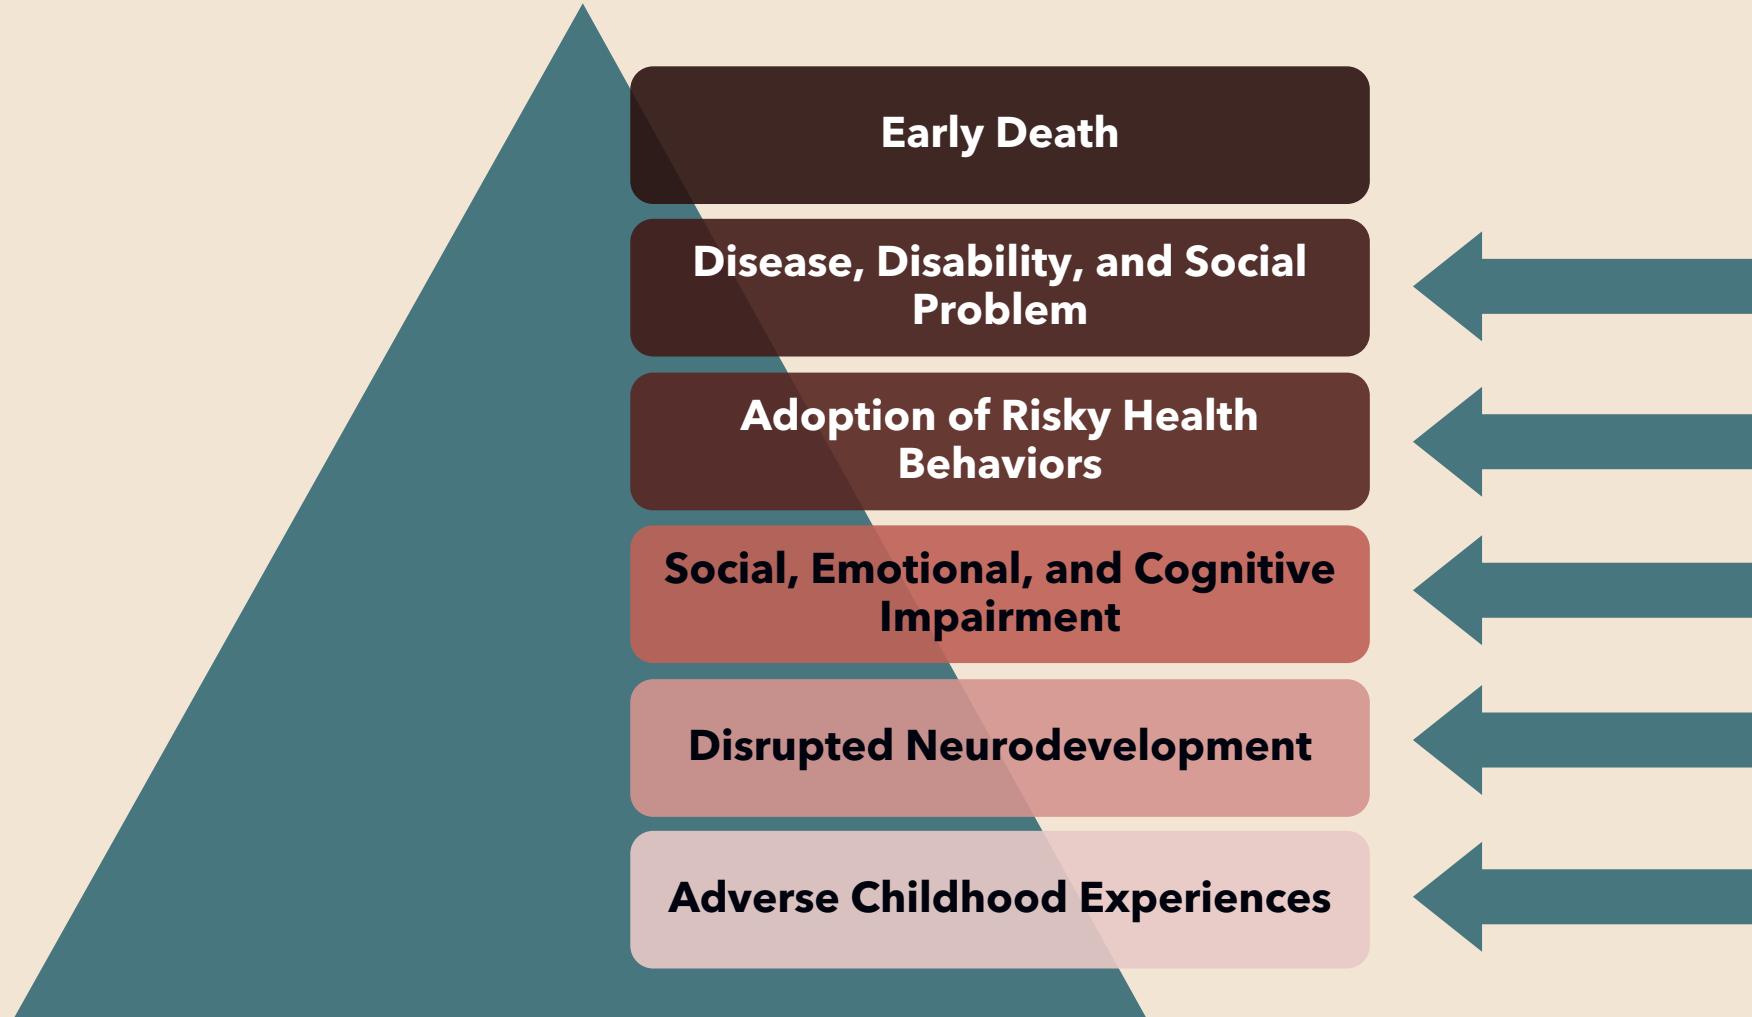 Early Death
Disease, Disability, and Social
Problem
Adoption of Risky Health
Behaviors
Social, Emotional, and Cognitive
Impairment
Disrupted Neurodevelopment
Adverse Childhood Experiences